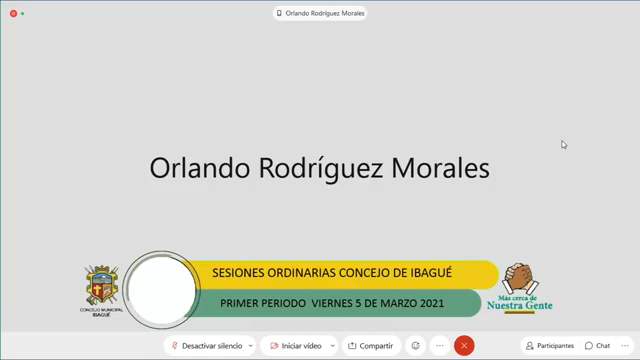 Orlando Rodríguez Morales
Orlando Rodríguez Morales
SESIONES ORDINARIAS CONCEJO DE IBAGUÉ
PRIMER PERIODO VIERNES 5 DE MARZO 2021
CONCEJO MUNICIPAL
IBAGUÉ
Más cerca de
Nuestra Gente
Desactivar silencio
Iniciar vídeo
Compartir
Participantes
Chat